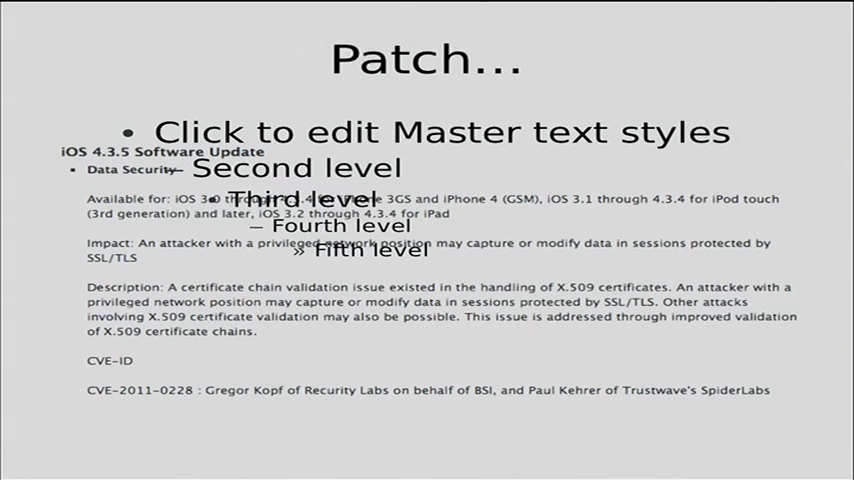 Patch...
• Click to edit Master text styles
iOS 4.3.5 Software Update
• Data Security
– Second level
• Third level
Available for: iOS 3.0 through 4.3.4 for iPhone 3GS and iPhone 4 (GSM), iOS 3.1 through 4.3.4 for iPod touch
(3rd generation) and later, iOS 3.2 through 4.3.4 for iPad
– Fourth level
Impact: An attacker with a privileged network position may capture or modify data in sessions protected by
» Fifth level
SSL/TLS
Description: A certificate chain validation issue existed in the handling of X.509 certificates. An attacker with a
privileged network position may capture or modify data in sessions protected by SSL/TLS. Other attacks
involving X.509 certificate validation may also be possible. This issue is addressed through improved validation
of X.509 certificate chains.
CVE-ID
CVE-2011-0228 : Gregor Kopf of Recurity Labs on behalf of BSI, and Paul Kehrer of Trustwave's SpiderLabs